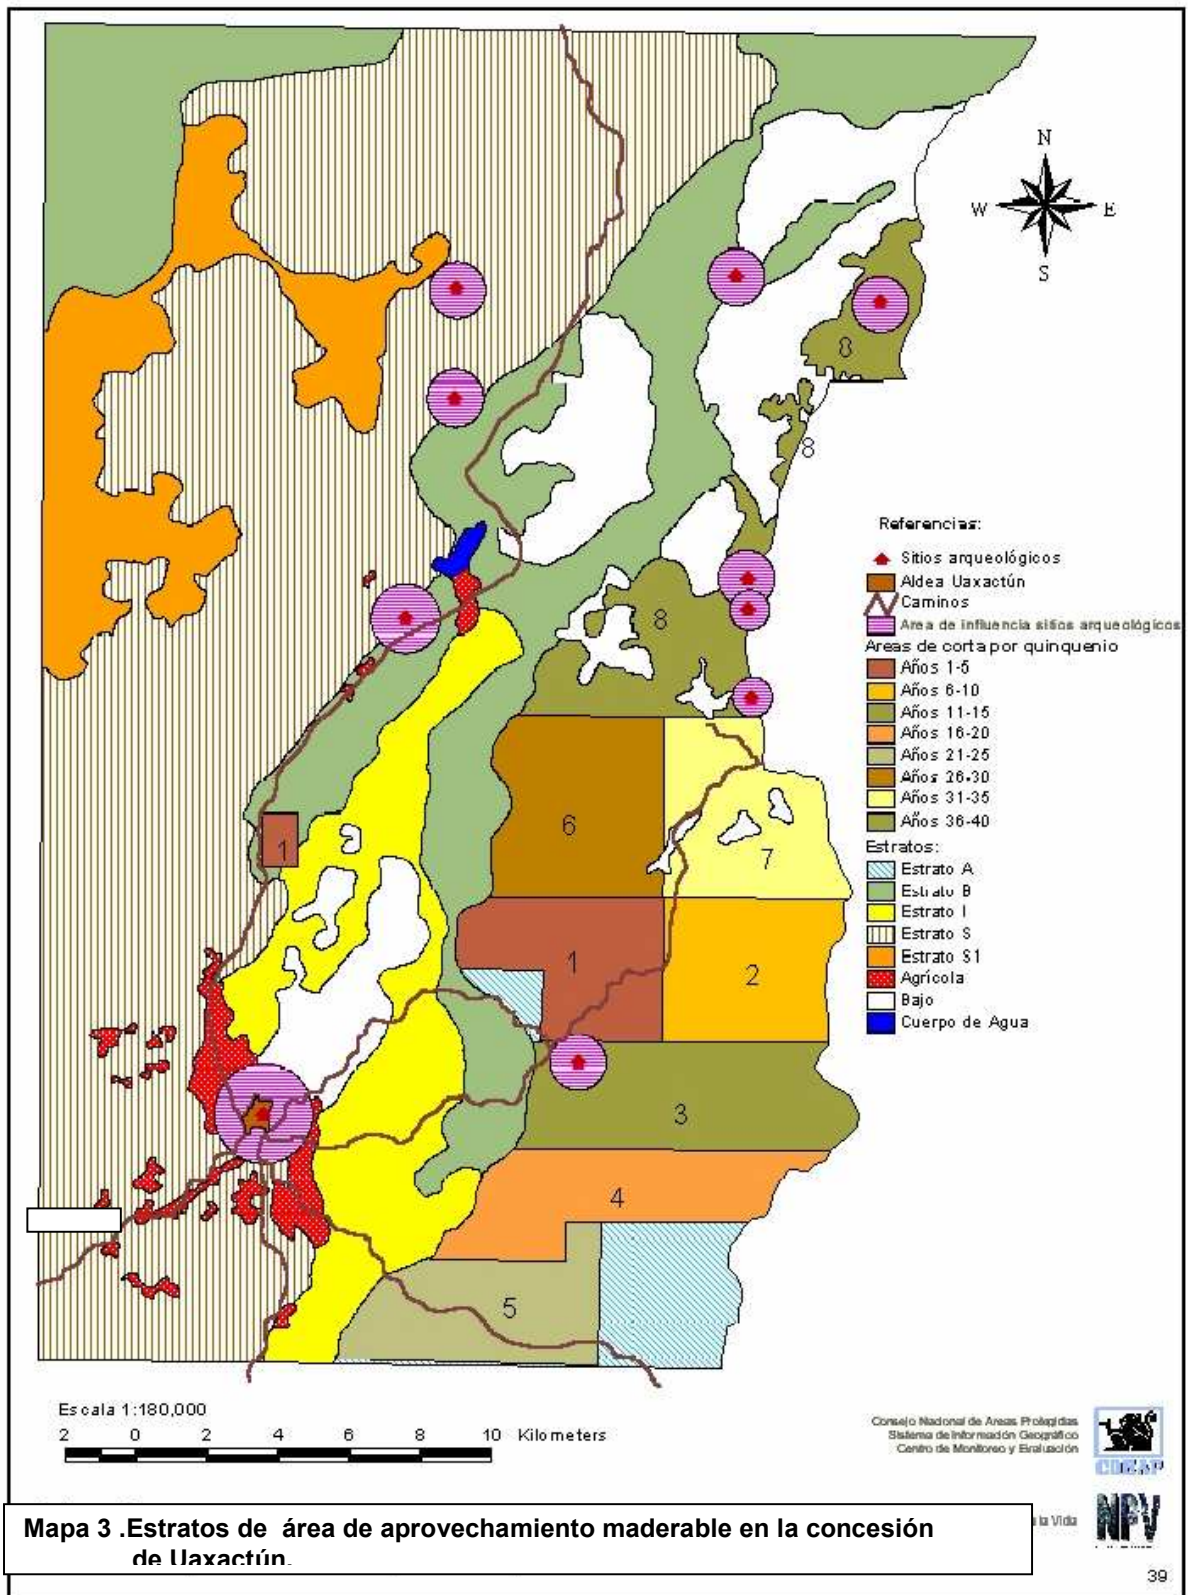 N
W E
S
8
8
8
6
7
1
1
2
3
4
5
Referencias:
Sitios arqueológicos
Aldea Uaxactún
Caminos
Area de influencia sitios arqueológicos
Areas de corta por quinquenio
Años 1-5
Años 6-10
Años 11-15
Años 16-20
Años 21-25
Años 26-30
Años 31-35
Años 36-40
Estratos:
Estrato A
Estrato B
Estrato I
Estrato S
Estrato S1
Agrícola
Bajo
Cuerpo de Agua
Escala 1:180,000
2 0 2 4 6 8 10 Kilometers
Consejo Nacional de Areas Protegidas
Sistema de Información Geográfico
Centro de Monitoreo y Evaluación
CONAP
la Vida
NPV
Mapa 3 .Estratos de área de aprovechamiento maderable en la concesión
de Uaxactún.
39